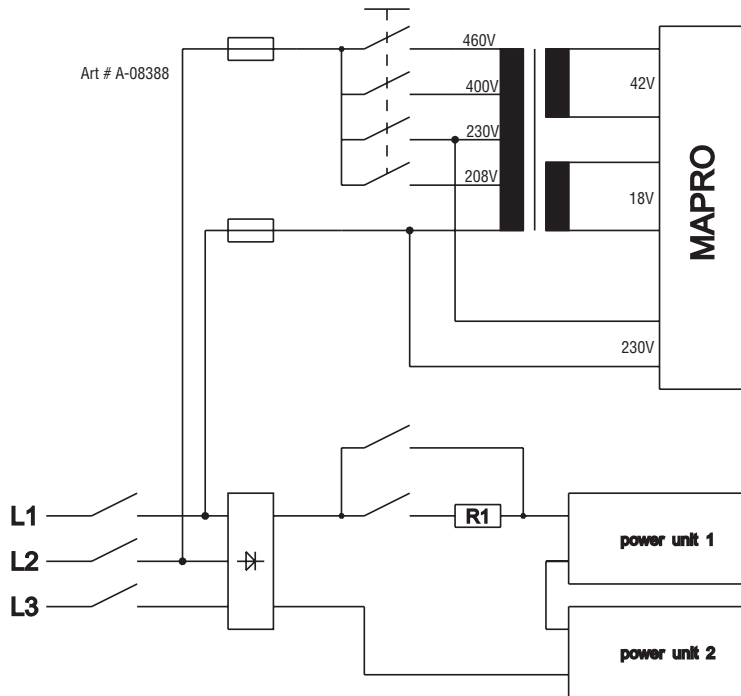 460V
Art # A-08388
400V
42V
230V
208V
18V
MAPRO
230V
L1
R1
power unit 1
L2
L3
power unit 2